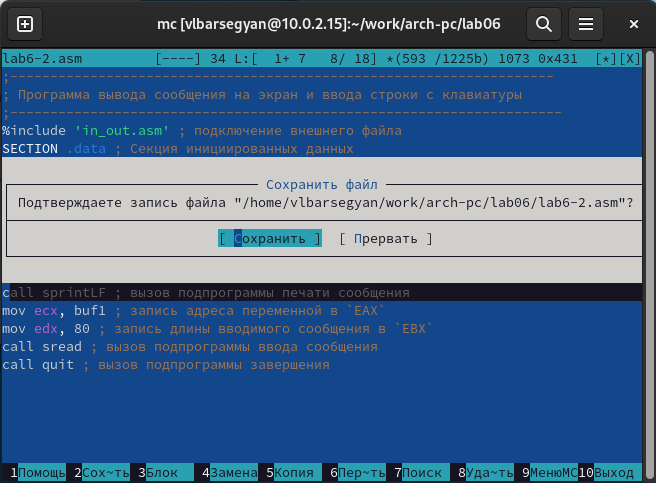 mc [vlbarsegyan@10.0.2.15]:~/work/arch-pc/lab06
lab6-2.asm [----] 34 L:[ 1+ 7 8/ 18] *(593 /1225b) 1073 0x431 [*][X]
;--------------------------------------------------------------------
; Программа вывода сообщения на экран и ввода строки с клавиатуры
;---------------------------------------------------------------------
%include 'in_out.asm' ; подключение внешнего файла
SECTION .data ; Секция инициированных данных
Сохранить файл
Подтверждаете запись файла "/home/vlbarsegyan/work/arch-pc/lab06/lab6-2.asm"?
[ Сохранить ] [ Прервать ]
call sprintLF ; вызов подпрограммы печати сообщения
mov ecx, buf1 ; запись адреса переменной в `EAX`
mov edx, 80 ; запись длины вводимого сообщения в `EBX`
call sread ; вызов подпрограммы ввода сообщения
call quit ; вызов подпрограммы завершения
1Помощь 2Сох~ть 3Блок 4Замена 5Копия 6Пер~ть 7Поиск 8Уда~ть 9МенюMC 10Выход